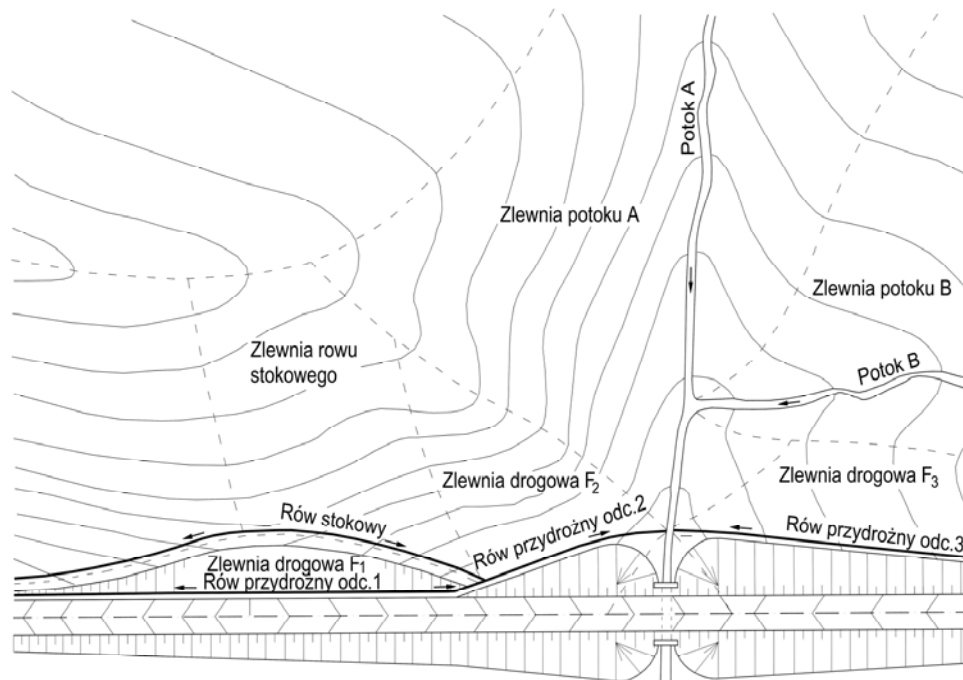 Potok A
Zlewnia potoku A
Zlewnia potoku B
Zlewnia rowu
stokowego
Potok B
Zlewnia drogowa F₂
Zlewnia drogowa F₃
Rów stokowy
Rów przydrożny odc.2
Rów przydrożny odc.3
Zlewnia drogowa F₁
Rów przydrożny odc.1